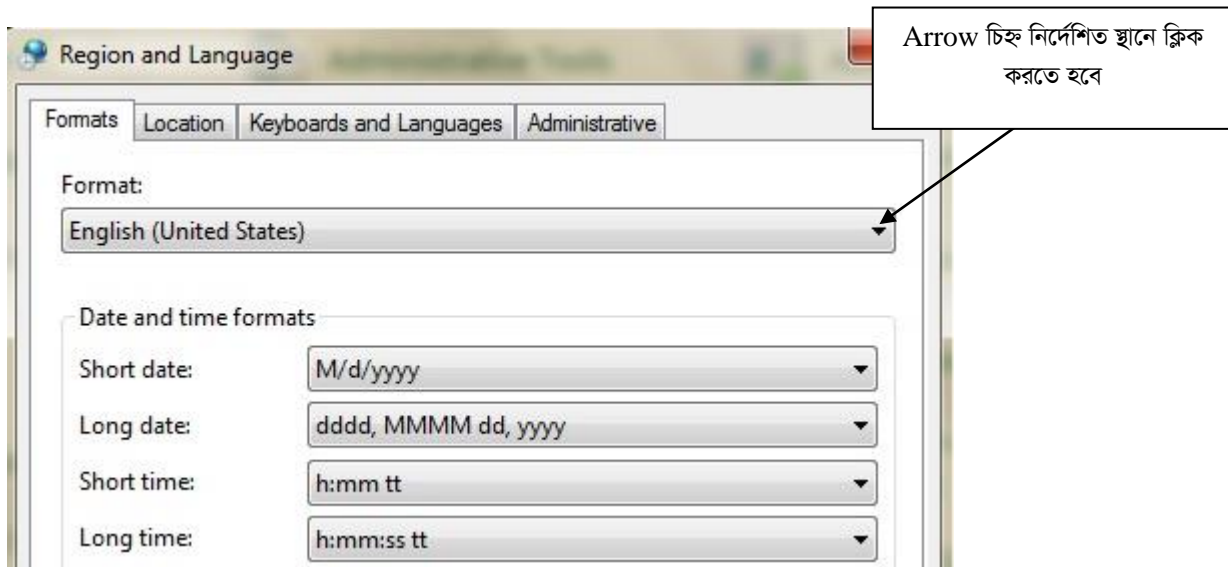 Arrow চিহ্ন নির্দেশিত স্থানে ক্লিক
করতে হবে
Region and Language
Formats Location Keyboards and Languages Administrative
Format:
English (United States)
Date and time formats
Short date: M/d/yyyy
Long date: dddd, MMMM dd, yyyy
Short time: h:mm tt
Long time: h:mm:ss tt